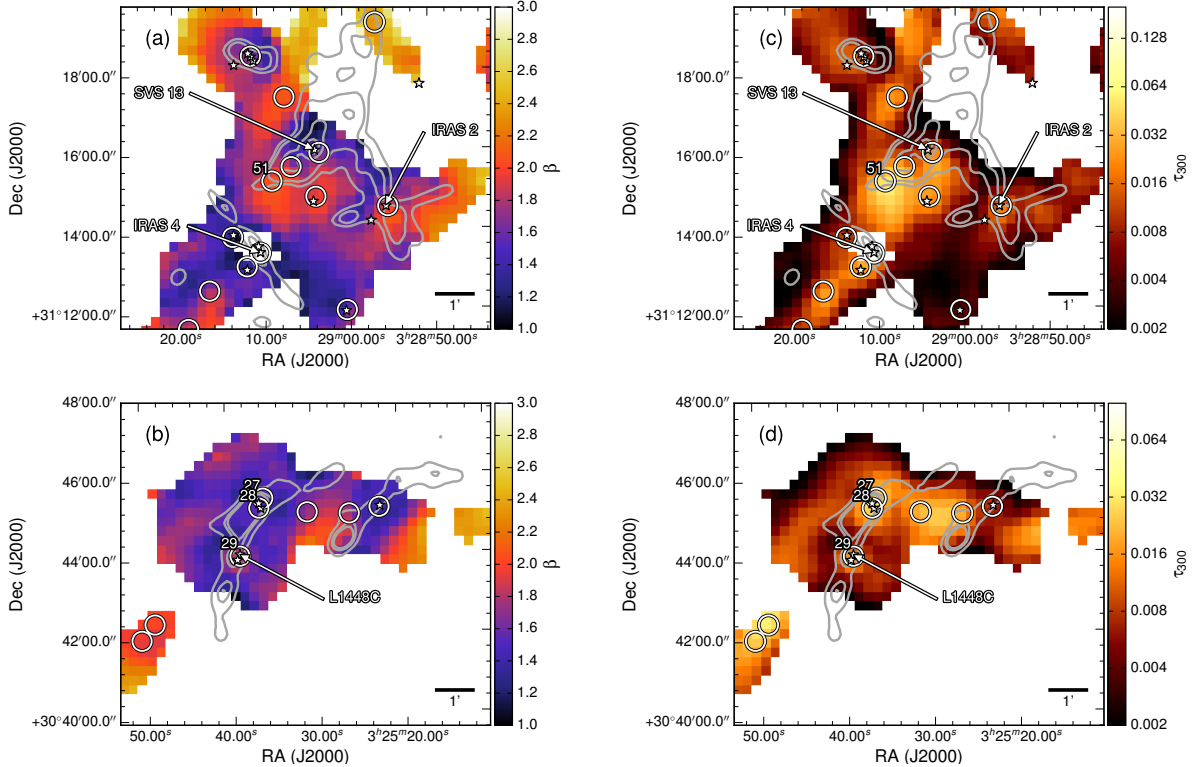 (a)
SVS 13
IRAS 2
51
IRAS 4
1'
18'00.0"
16'00.0"
14'00.0"
+31°12'00.0"
Dec (J2000)
20.00s
10.00s
29m00.00s
3h28m50.00s
RA (J2000)
3.0
2.8
2.6
2.4
2.2
2.0
1.8
1.6
1.4
1.2
1.0
β
(c)
SVS 13
IRAS 2
51
IRAS 4
1'
18'00.0"
16'00.0"
14'00.0"
+31°12'00.0"
Dec (J2000)
20.00s
10.00s
29m00.00s
3h28m50.00s
RA (J2000)
0.128
0.064
0.032
0.016
0.008
0.004
0.002
τ300
(b)
27
28
29
L1448C
1'
48'00.0"
46'00.0"
44'00.0"
42'00.0"
+30°40'00.0"
Dec (J2000)
50.00s
40.00s
30.00s
3h25m20.00s
RA (J2000)
3.0
2.8
2.6
2.4
2.2
2.0
1.8
1.6
1.4
1.2
1.0
β
(d)
27
28
29
L1448C
1'
48'00.0"
46'00.0"
44'00.0"
42'00.0"
+30°40'00.0"
Dec (J2000)
50.00s
40.00s
30.00s
3h25m20.00s
RA (J2000)
0.064
0.032
0.016
0.008
0.004
0.002
τ300